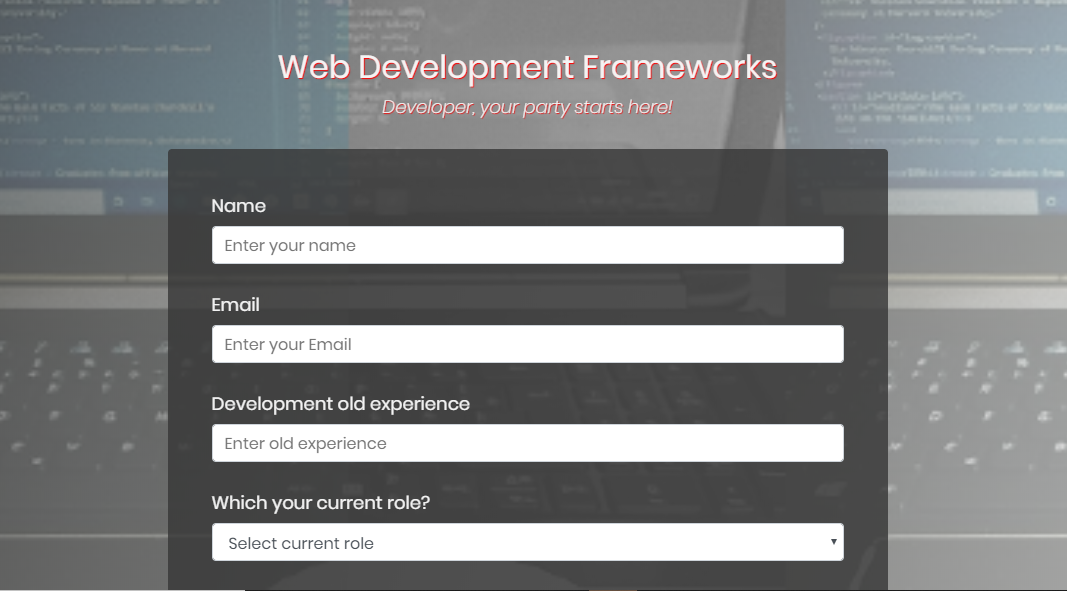 Web Development Frameworks
Developer, your party starts here!
Name
Enter your name
Email
Enter your Email
Development old experience
Enter old experience
Which your current role?
Select current role